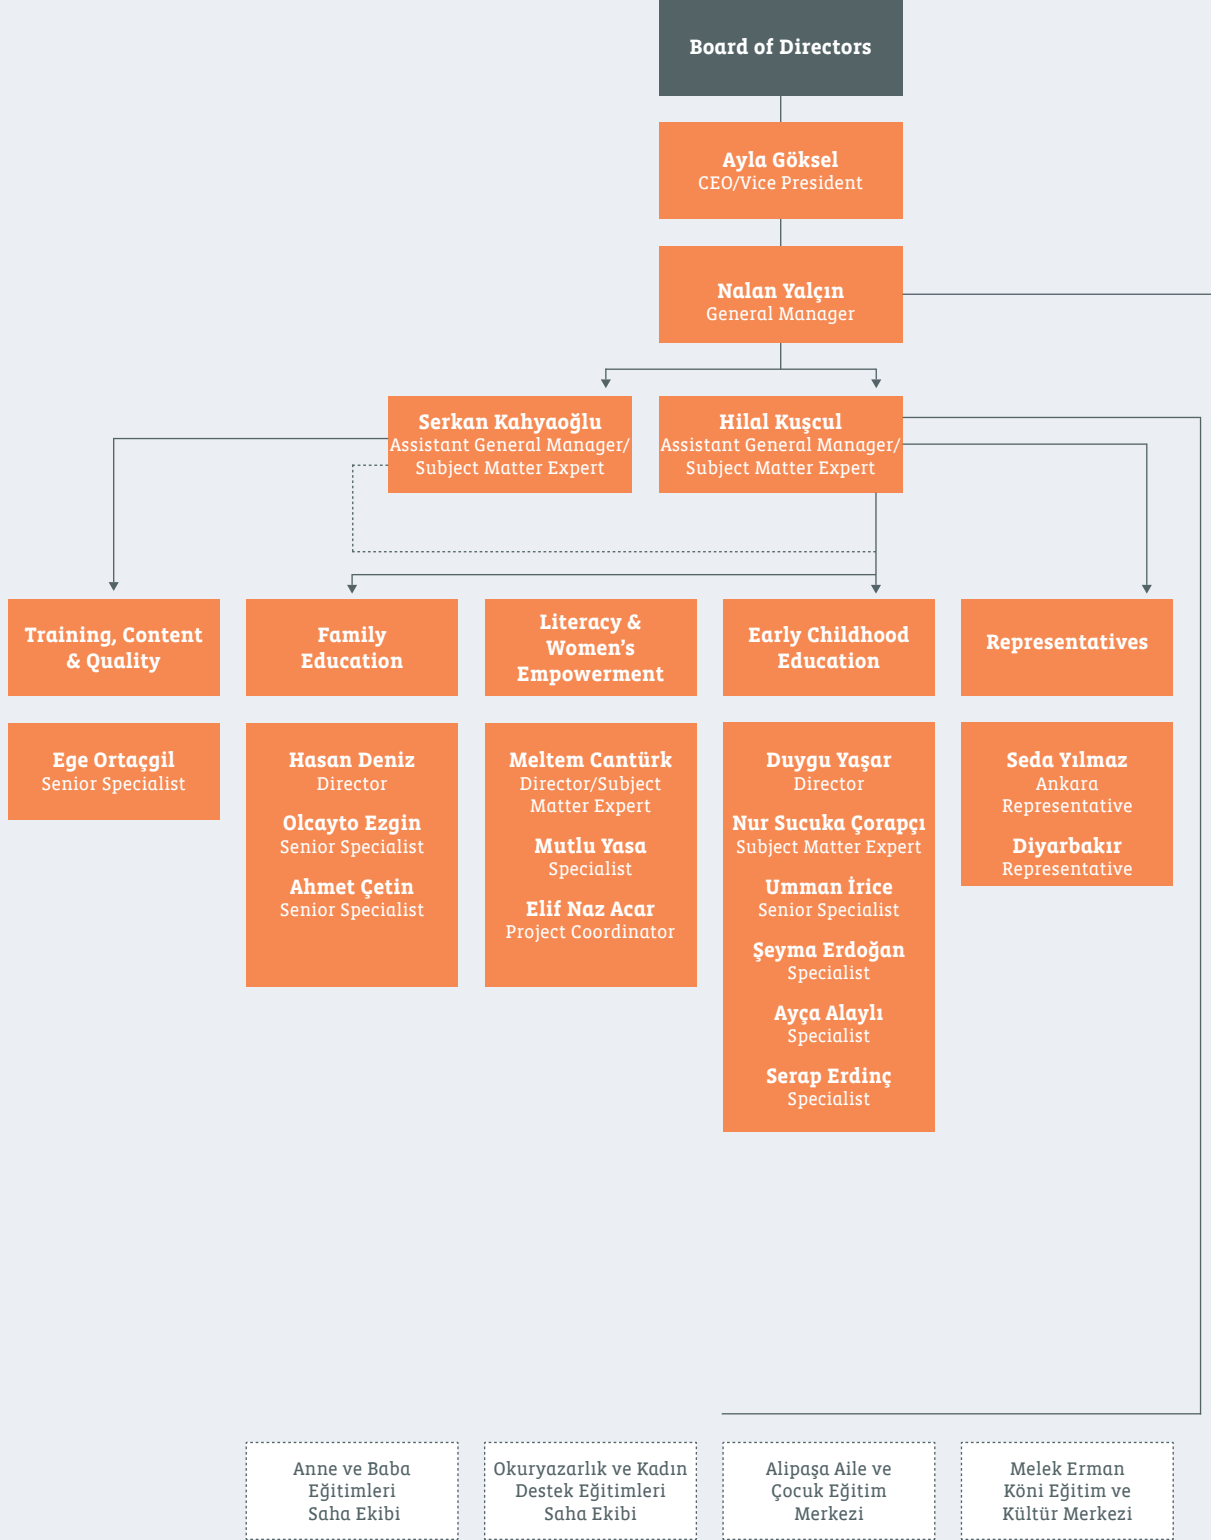 Board of Directors
Ayla Göksel
CEO/Vice President
Nalan Yalçın
General Manager
Serkan Kahyaoğlu
Assistant General Manager/
Subject Matter Expert
Hilal Kuşcul
Assistant General Manager/
Subject Matter Expert
Training, Content
& Quality
Ege Ortaçgil
Senior Specialist
Family
Education
Hasan Deniz
Director
Olcayto Ezgin
Senior Specialist
Ahmet Çetin
Senior Specialist
Literacy &
Women's
Empowerment
Meltem Cantürk
Director/Subject
Matter Expert
Mutlu Yasa
Specialist
Elif Naz Acar
Project Coordinator
Early Childhood
Education
Duygu Yaşar
Director
Nur Sucuka Çorapçı
Subject Matter Expert
Umman İrice
Senior Specialist
Şeyma Erdoğan
Specialist
Ayça Alaylı
Specialist
Serap Erdinç
Specialist
Representatives
Seda Yılmaz
Ankara
Representative
Diyarbakır
Representative
Anne ve Baba
Eğitimleri
Saha Ekibi
Okuryazarlık ve Kadın
Destek Eğitimleri
Saha Ekibi
Alipaşa Aile ve
Çocuk Eğitim
Merkezi
Melek Erman
Köni Eğitim ve
Kültür Merkezi